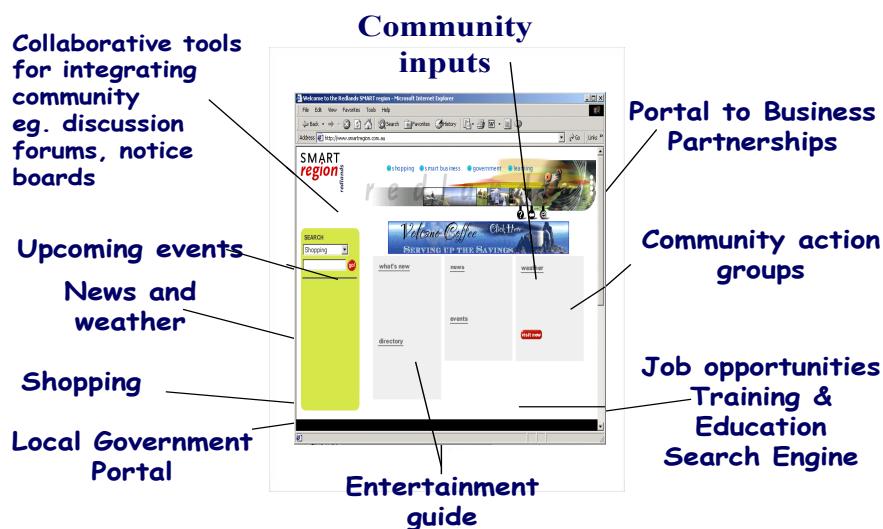 Community
inputs
Collaborative tools
for integrating
community
eg. discussion
forums, notice
boards
Upcoming events
News and
weather
Shopping
Local Government
Portal
Welcome to the Redlands SMART region - Microsoft Internet Explorer
File Edit View Favorites Tools Help
Back Search Favorites History
Address http://www.smartregion.com.au Go Links »
SMART
region
redlands
shopping smart business government learning
SEARCH
Shopping
go!
Volcano Coffee Click Here
SERVING UP THE SAVINGS
what's new
news
weather
events
directory
visit now
Portal to Business
Partnerships
Community action
groups
Job opportunities
Training &
Education
Search Engine
Entertainment
guide